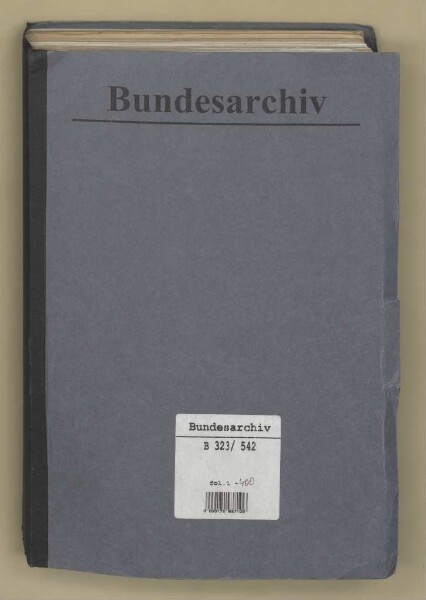 Bundesarchiv
Bundesarchiv
B 323/ 542
fol. 1 -400